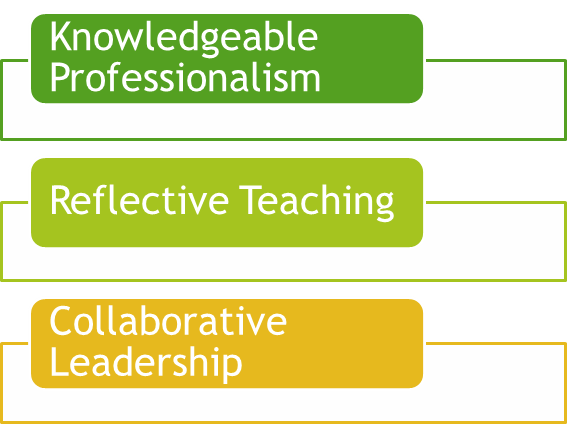 Knowledgeable
Professionalism
Reflective Teaching
Collaborative
Leadership